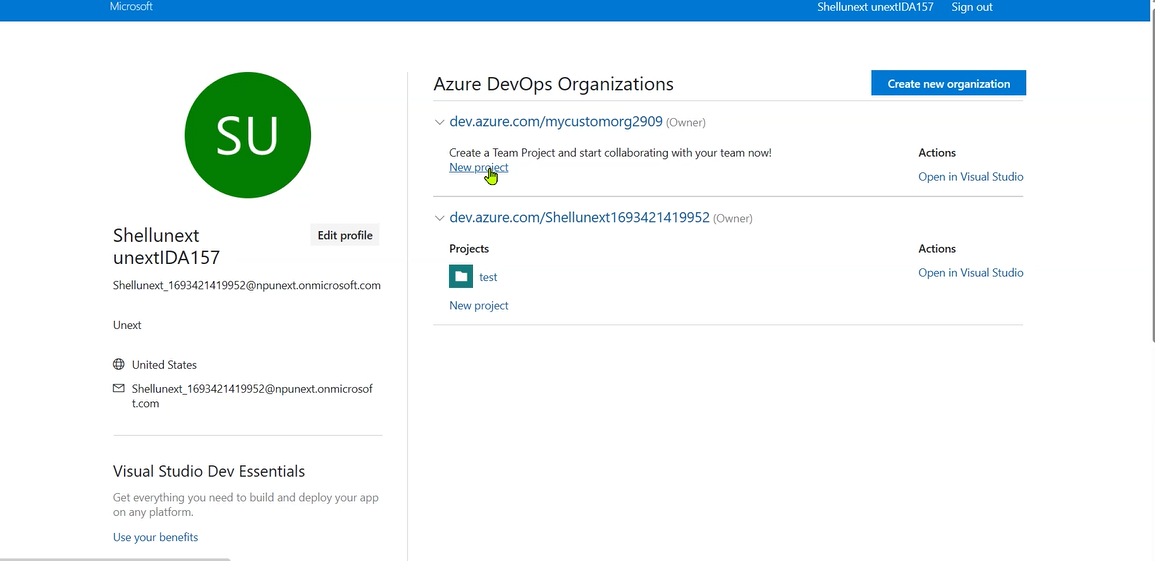 Microsoft
Shellunext unextIDA157 Sign out
SU
Shellunext
unextIDA157
Edit profile
Shellunext_1693421419952@npunext.onmicrosoft.com
Unext
United States
Shellunext_1693421419952@npunext.onmicrosof
t.com
Visual Studio Dev Essentials
Get everything you need to build and deploy your app
on any platform.
Use your benefits
Azure DevOps Organizations
Create new organization
dev.azure.com/mycustomorg2909 (Owner)
Create a Team Project and start collaborating with your team now!
New project
Actions
Open in Visual Studio
dev.azure.com/Shellunext1693421419952 (Owner)
Projects
test
New project
Actions
Open in Visual Studio